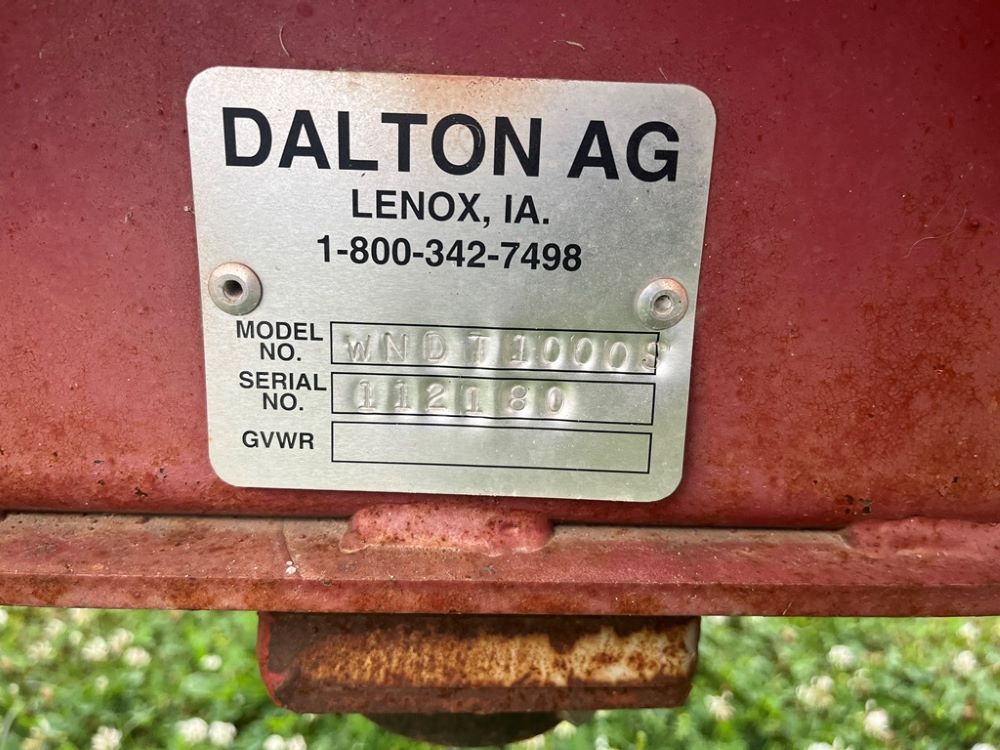 DALTON AG
LENOX, IA.
1-800-342-7498
MODEL NO. WNDT1000S
SERIAL NO. 112180
GVWR